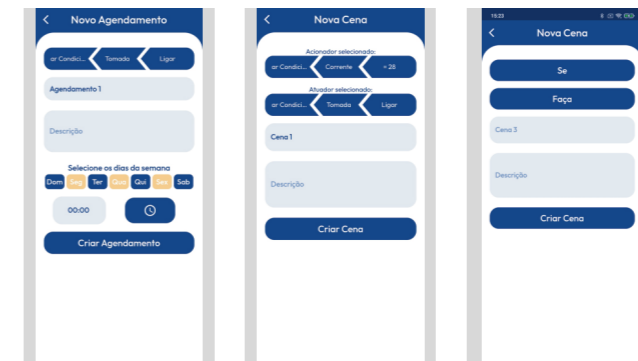 Novo Agendamento
ar Condici... Tomada Ligar
Agendamento 1
Descrição
Selecione os dias da semana
Dom Seg Ter Qua Qui Sex Sab
00:00
Criar Agendamento
Nova Cena
Acionador selecionado:
ar Condici... Corrente = 28
Atuador selecionado:
ar Condici... Tomada Ligar
Cena 1
Descrição
Criar Cena
15:23
Nova Cena
Se
Faça
Cena 3
Descrição
Criar Cena